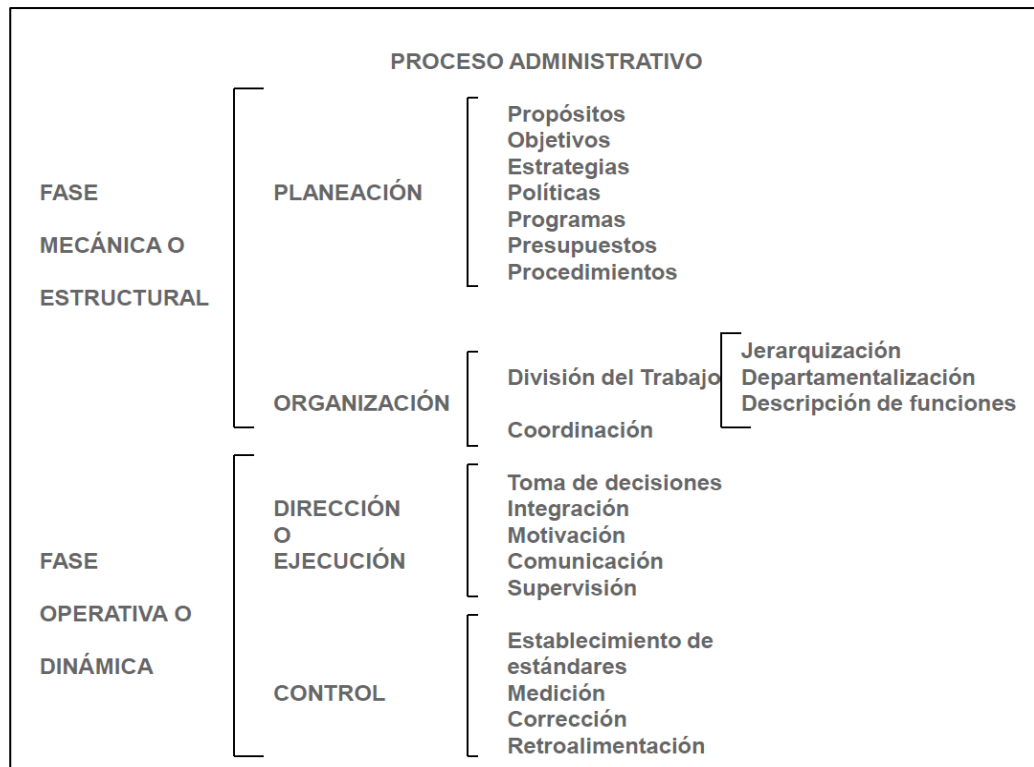 PROCESO ADMINISTRATIVO
FASE
MECÁNICA O
ESTRUCTURAL
PLANEACIÓN
Propósitos
Objetivos
Estrategias
Políticas
Programas
Presupuestos
Procedimientos
ORGANIZACIÓN
División del Trabajo
Jerarquización
Departamentalización
Descripción de funciones
Coordinación
FASE
OPERATIVA O
DINÁMICA
DIRECCIÓN
O
EJECUCIÓN
Toma de decisiones
Integración
Motivación
Comunicación
Supervisión
CONTROL
Establecimiento de
estándares
Medición
Corrección
Retroalimentación